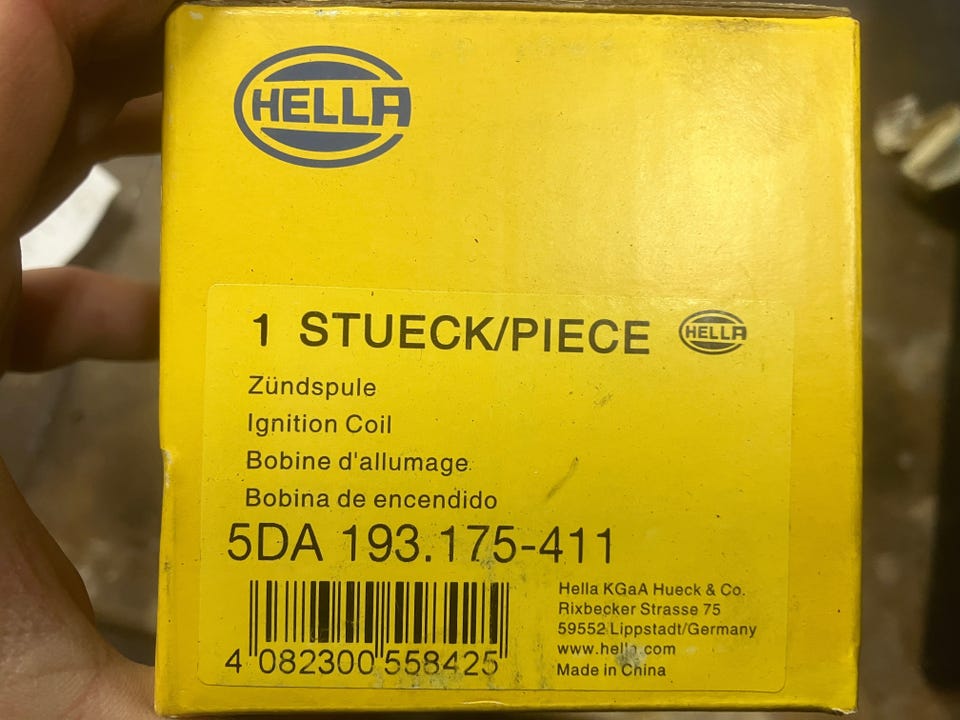 HELLA
1 STUECK/PIECE HELLA
Zündspule
Ignition Coil
Bobine d'allumage
Bobina de encendido
5DA 193.175-411
4 082300 558425
Hella KGaA Hueck & Co.
Rixbecker Strasse 75
59552 Lippstadt/Germany
www.hella.com
Made in China